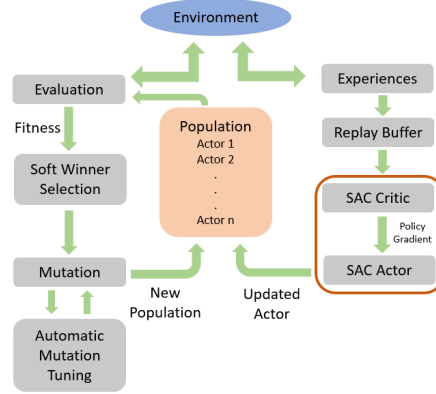 Environment
Evaluation
Fitness
Soft Winner
Selection
Mutation
Automatic
Mutation
Tuning
New
Population
Population
Actor 1
Actor 2
.
.
.
Actor n
Experiences
Replay Buffer
SAC Critic
Policy
Gradient
SAC Actor
Updated
Actor